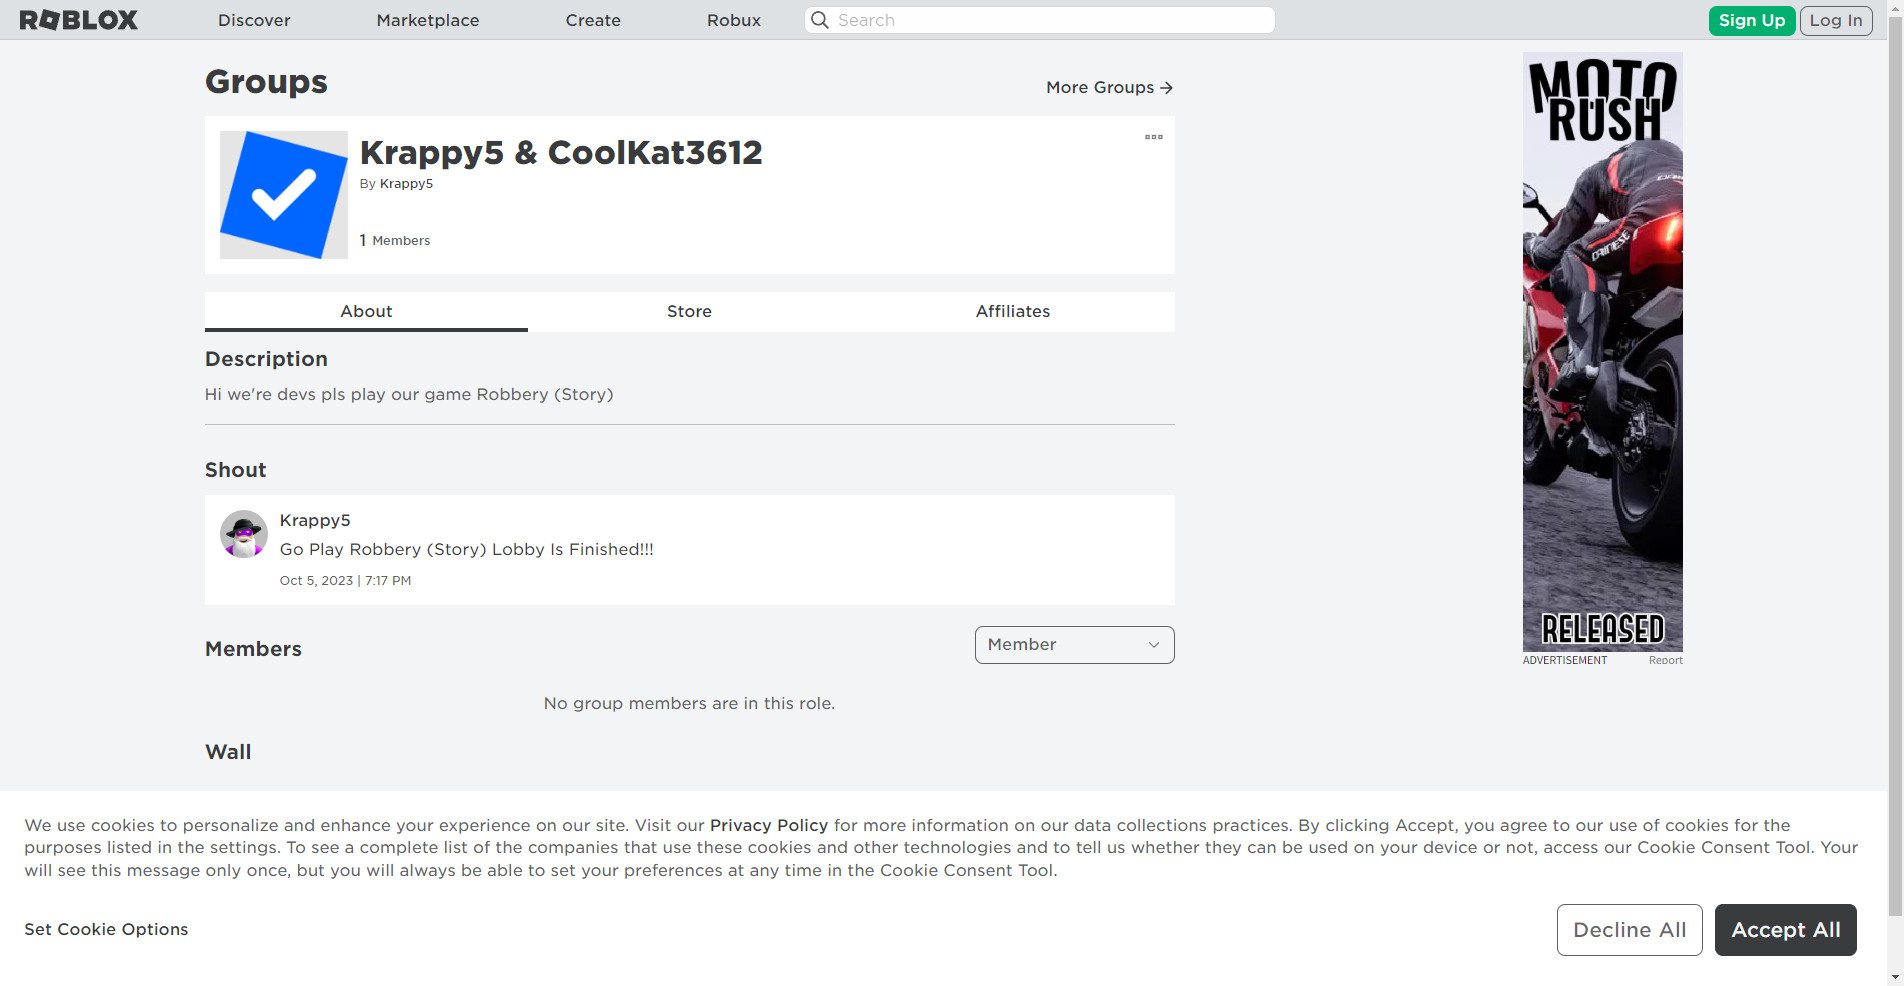 ROBLOX
Discover
Marketplace
Create
Robux
Search
Sign Up
Log In
Groups
More Groups
Krappy5 & CoolKat3612
By Krappy5
1 Members
About
Store
Affiliates
Description
Hi we're devs pls play our game Robbery (Story)
Shout
Krappy5
Go Play Robbery (Story) Lobby Is Finished!!!
Oct 5, 2023 | 7:17 PM
Members
Member
No group members are in this role.
Wall
MOTO
RUSH
DAINESE
RELEASED
ADVERTISEMENT
Report
We use cookies to personalize and enhance your experience on our site. Visit our Privacy Policy for more information on our data collections practices. By clicking Accept, you agree to our use of cookies for the
purposes listed in the settings. To see a complete list of the companies that use these cookies and other technologies and to tell us whether they can be used on your device or not, access our Cookie Consent Tool. Your
will see this message only once, but you will always be able to set your preferences at any time in the Cookie Consent Tool.
Set Cookie Options
Decline All
Accept All